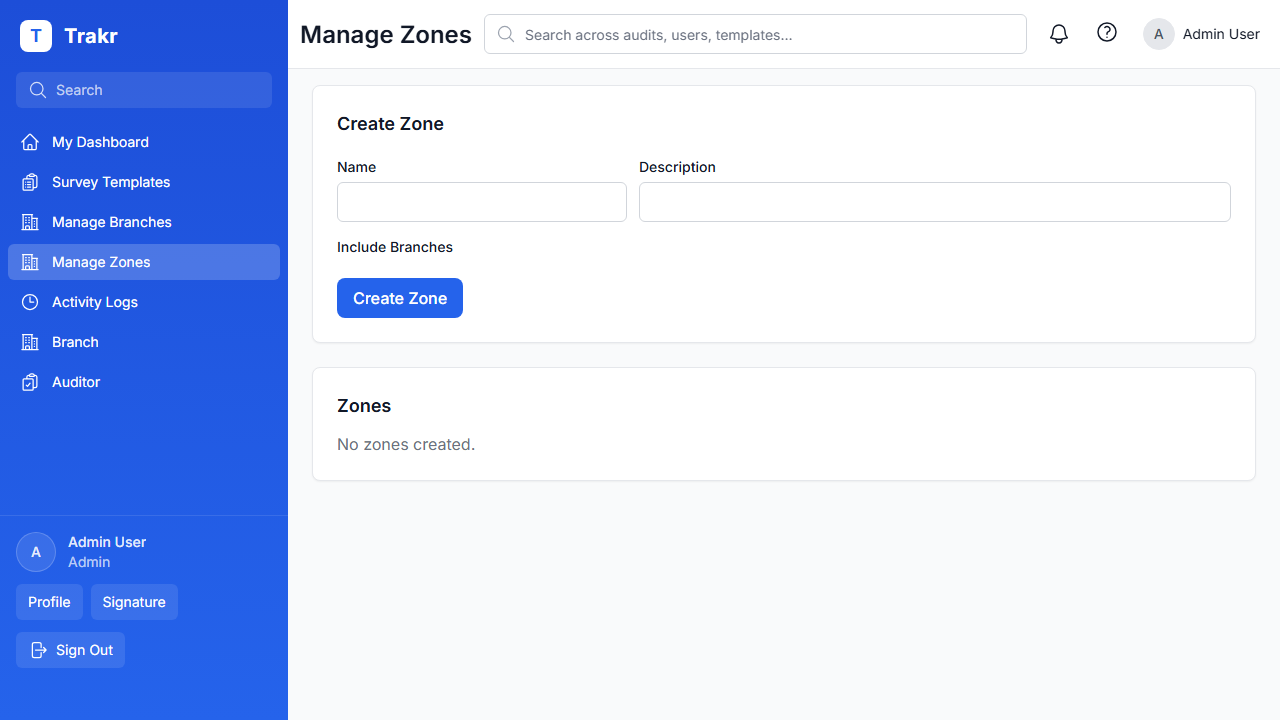 T Trakr
Search
My Dashboard
Survey Templates
Manage Branches
Manage Zones
Activity Logs
Branch
Auditor
A
Admin User
Admin
Profile
Signature
Sign Out
Manage Zones
Search across audits, users, templates...
A
Admin User
Create Zone
Name
Description
Include Branches
Create Zone
Zones
No zones created.